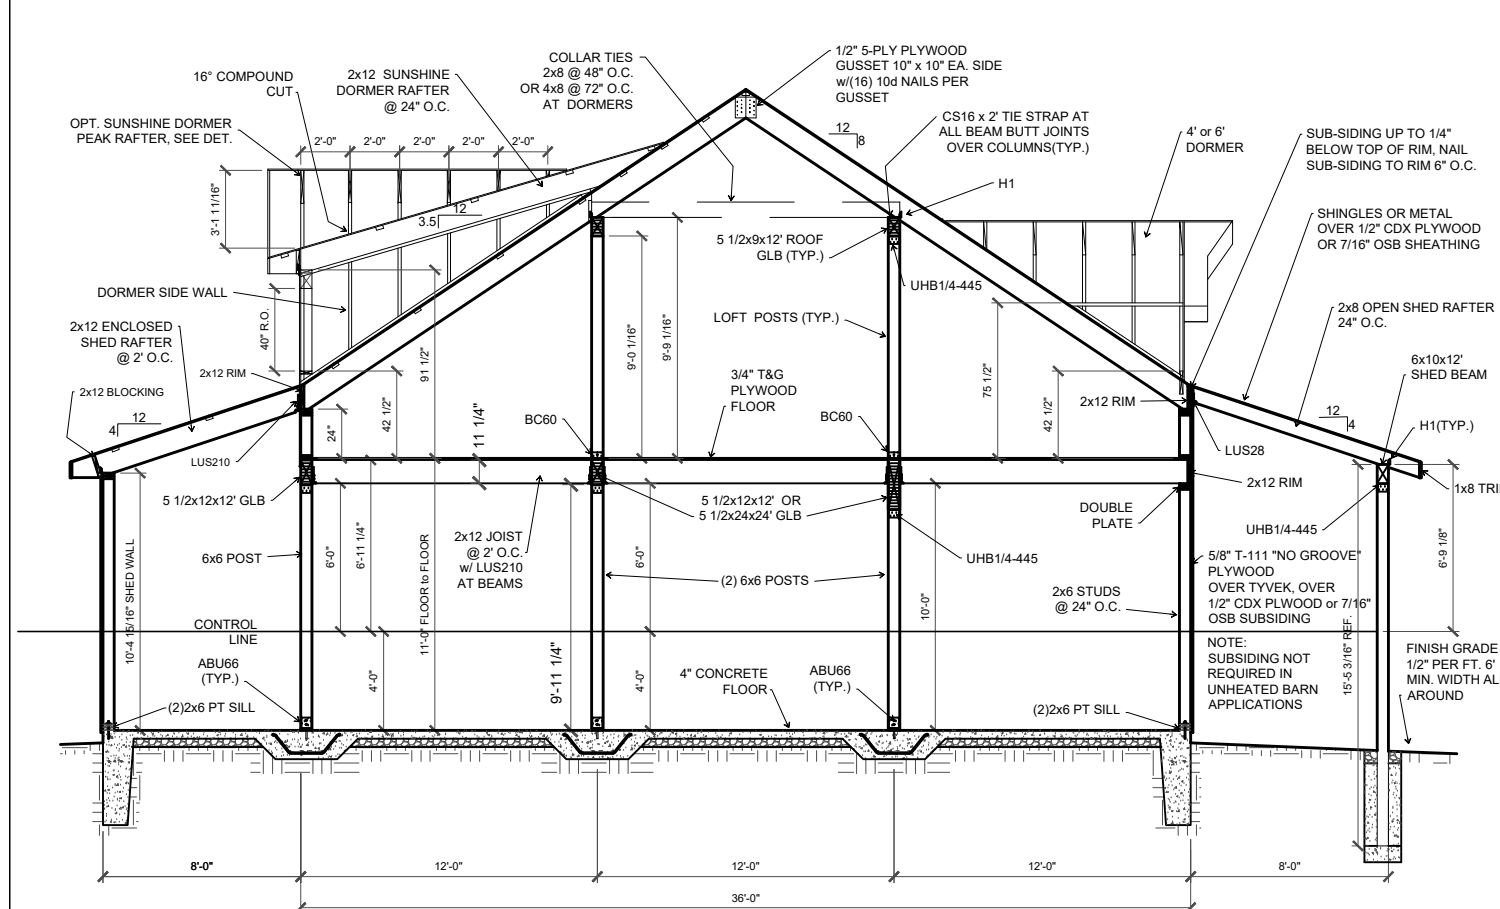 COLLAR TIES
2x8 @ 48" O.C.
OR 4x8 @ 72" O.C.
AT DORMERS
1/2" 5-PLY PLYWOOD
GUSSET 10" x 10" EA. SIDE
w/(16) 10d NAILS PER
GUSSET
16° COMPOUND
CUT
2x12 SUNSHINE
DORMER RAFTER
@ 24" O.C.
OPT. SUNSHINE DORMER
PEAK RAFTER, SEE DET.
2'-0"
2'-0"
2'-0"
2'-0"
2'-0"
CS16 x 2' TIE STRAP AT
ALL BEAM BUTT JOINTS
OVER COLUMNS(TYP.)
12
8
4' or 6'
DORMER
SUB-SIDING UP TO 1/4"
BELOW TOP OF RIM, NAIL
SUB-SIDING TO RIM 6" O.C.
H1
3'-1 11/16"
12
3.5
SHINGLES OR METAL
OVER 1/2" CDX PLYWOOD
OR 7/16" OSB SHEATHING
5 1/2x9x12' ROOF
GLB (TYP.)
UHB1/4-445
DORMER SIDE WALL
2x12 ENCLOSED
SHED RAFTER
@ 2' O.C.
40" R.O.
LOFT POSTS (TYP.)
9'-0 1/16"
9'-9 1/16"
2x8 OPEN SHED RAFTER
24" O.C.
91 1/2"
75 1/2"
6x10x12'
SHED BEAM
2x12 RIM
2x12 BLOCKING
3/4" T&G
PLYWOOD
FLOOR
2x12 RIM
12
4
12
4
24"
42 1/2"
11 1/4"
BC60
BC60
42 1/2"
H1(TYP.)
LUS210
LUS28
5 1/2x12x12' GLB
5 1/2x12x12' OR
5 1/2x24x24' GLB
2x12 RIM
1x8 TRI
DOUBLE
PLATE
UHB1/4-445
2x12 JOIST
@ 2' O.C.
w/ LUS210
AT BEAMS
6x6 POST
6'-0"
6'-11 1/4"
11'-0" FLOOR to FLOOR
6'-0"
UHB1/4-445
(2) 6x6 POSTS
10'-0"
2x6 STUDS
@ 24" O.C.
5/8" T-111 "NO GROOVE"
PLYWOOD
OVER TYVEK, OVER
1/2" CDX PLWOOD or 7/16"
OSB SUBSIDING
6'-9 1/8"
10'-4 15/16" SHED WALL
CONTROL
LINE
NOTE:
SUBSIDING NOT
REQUIRED IN
UNHEATED BARN
APPLICATIONS
15'-5 3/16" REF.
FINISH GRADE
1/2" PER FT. 6'
MIN. WIDTH AL
AROUND
ABU66
(TYP.)
4'-0"
9'-11 1/4"
4'-0"
4" CONCRETE
FLOOR
ABU66
(TYP.)
(2)2x6 PT SILL
(2)2x6 PT SILL
8'-0"
12'-0"
12'-0"
12'-0"
8'-0"
36'-0"